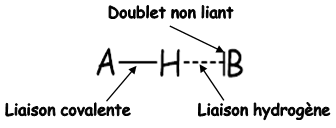 Doublet non liant
A H B
Liaison covalente Liaison hydrogène